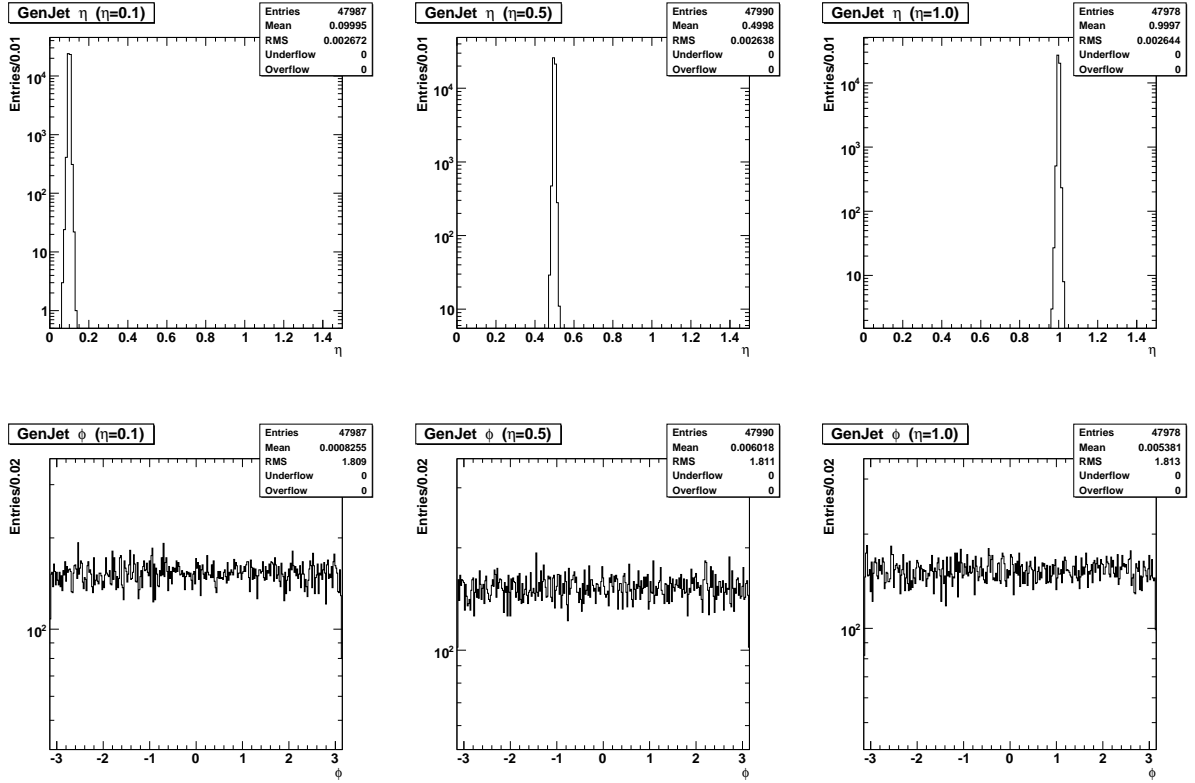 GenJet η (η=0.1)
Entries 47987
Mean 0.09995
RMS 0.002672
Underflow 0
Overflow 0
Entries/0.01
10⁴
10³
10²
10
1
0 0.2 0.4 0.6 0.8 1 1.2 1.4
η
GenJet η (η=0.5)
Entries 47990
Mean 0.4998
RMS 0.002638
Underflow 0
Overflow 0
Entries/0.01
10⁴
10³
10²
10
0 0.2 0.4 0.6 0.8 1 1.2 1.4
η
GenJet η (η=1.0)
Entries 47978
Mean 0.9997
RMS 0.002644
Underflow 0
Overflow 0
Entries/0.01
10⁴
10³
10²
10
0 0.2 0.4 0.6 0.8 1 1.2 1.4
η
GenJet ϕ (η=0.1)
Entries 47987
Mean 0.0008255
RMS 1.809
Underflow 0
Overflow 0
Entries/0.02
10²
-3 -2 -1 0 1 2 3
ϕ
GenJet ϕ (η=0.5)
Entries 47990
Mean 0.006018
RMS 1.811
Underflow 0
Overflow 0
Entries/0.02
10²
-3 -2 -1 0 1 2 3
ϕ
GenJet ϕ (η=1.0)
Entries 47978
Mean 0.005381
RMS 1.813
Underflow 0
Overflow 0
Entries/0.02
10²
-3 -2 -1 0 1 2 3
ϕ